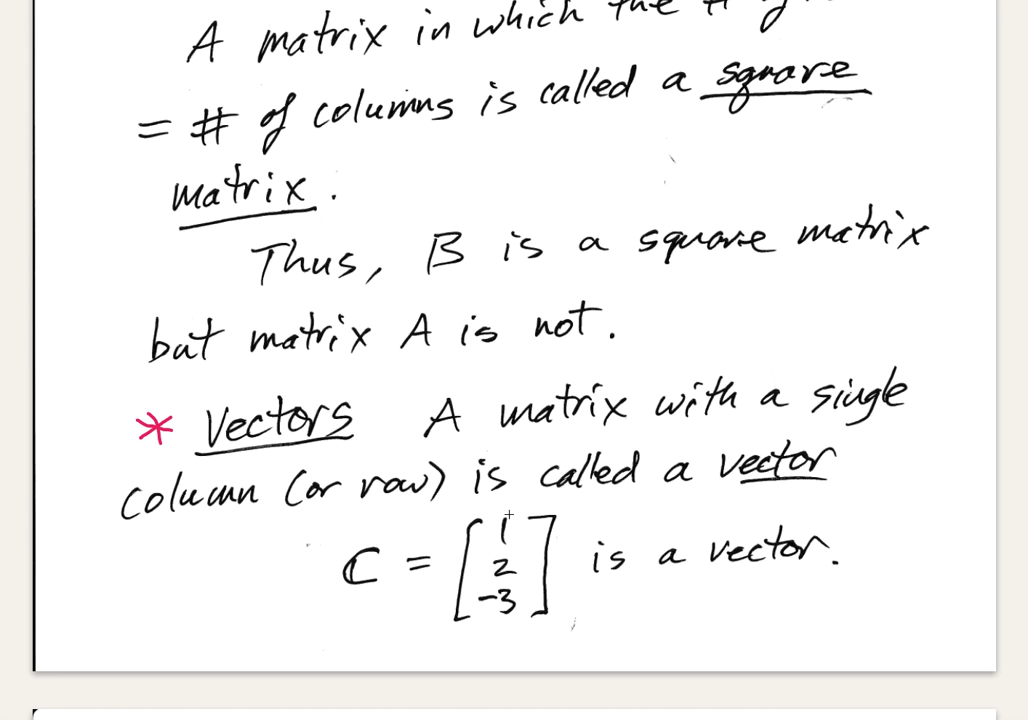 A matrix in which the #
= # of columns is called a square
matrix.
Thus, B is a square matrix
but matrix A is not.
* Vectors A matrix with a single
column (or row) is called a vector
C = [1
2
-3] is a vector.